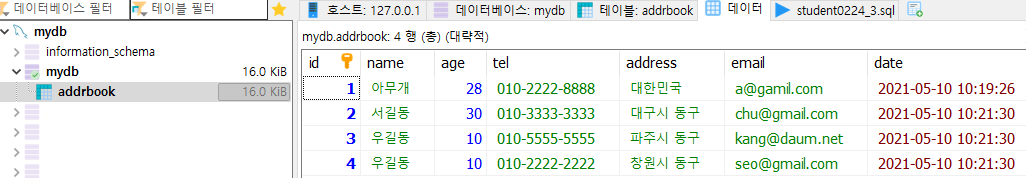 데이터베이스 필터
테이블 필터
호스트: 127.0.0.1
데이터베이스: mydb
테이블: addrbook
데이터
student0224_3.sql
mydb
information_schema
mydb 16.0 KiB
addrbook 16.0 KiB
mydb.addrbook: 4 행 (총) (대략적)
id name age tel address email date
1 아무개 28 010-2222-8888 대한민국 a@gamil.com 2021-05-10 10:19:26
2 서길동 30 010-3333-3333 대구시 동구 chu@gmail.com 2021-05-10 10:21:30
3 우길동 10 010-5555-5555 파주시 동구 kang@daum.net 2021-05-10 10:21:30
4 우길동 10 010-2222-2222 창원시 동구 seo@gmail.com 2021-05-10 10:21:30